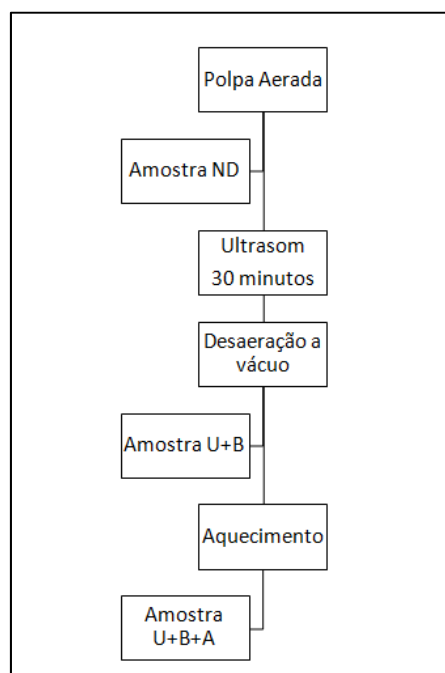 Polpa Aerada
Amostra ND
Ultrasom
30 minutos
Desaeração a
vácuo
Amostra U+B
Aquecimento
Amostra
U+B+A